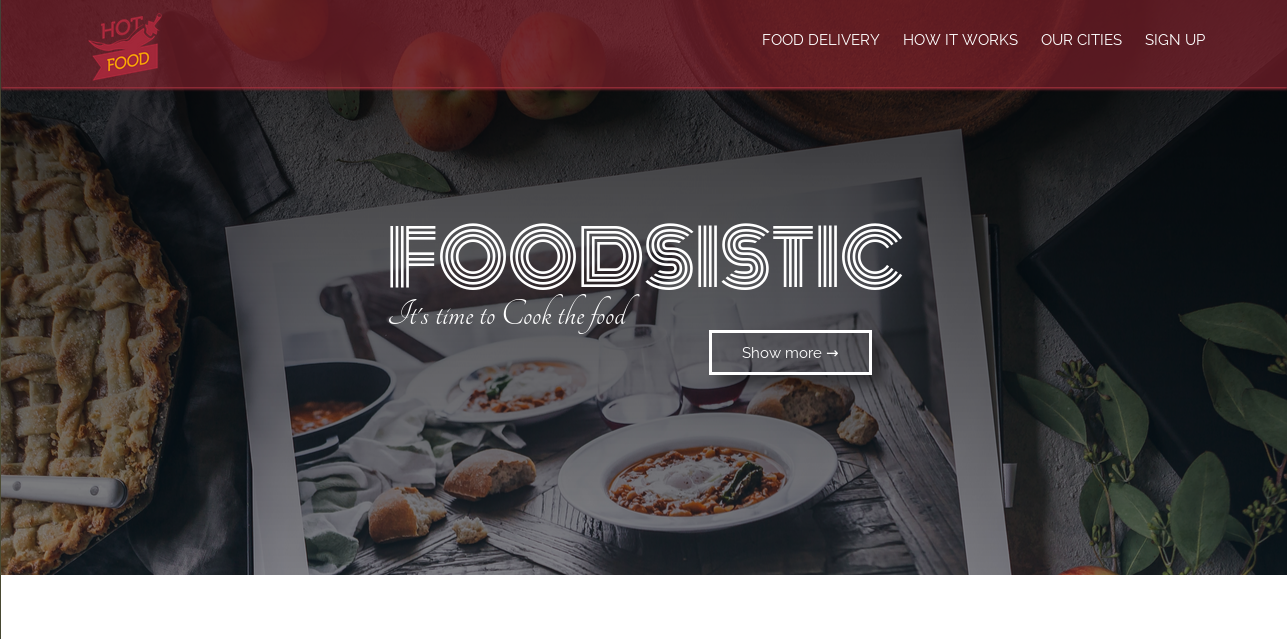 HOT
FOOD
FOOD DELIVERY HOW IT WORKS OUR CITIES SIGN UP
FOODSISTIC
It's time to Cook the food
Show more →